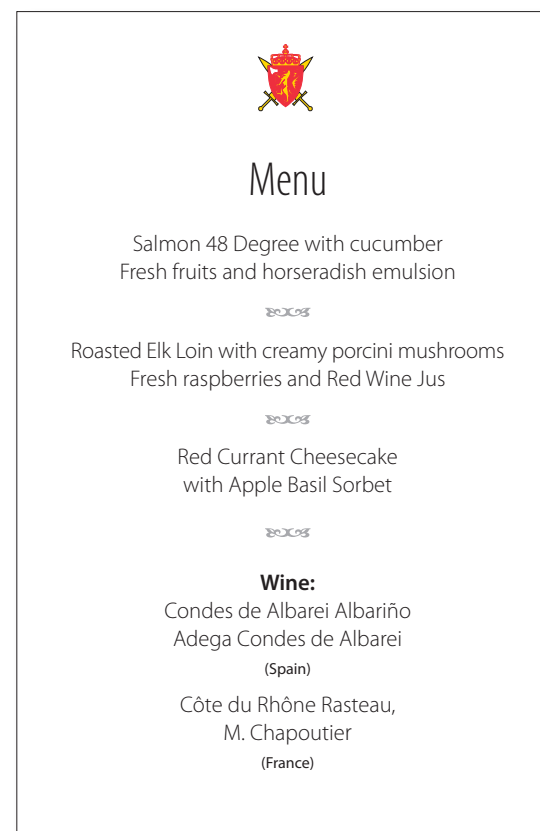 Menu
Salmon 48 Degree with cucumber
Fresh fruits and horseradish emulsion
Roasted Elk Loin with creamy porcini mushrooms
Fresh raspberries and Red Wine Jus
Red Currant Cheesecake
with Apple Basil Sorbet
Wine:
Condes de Albarei Albariño
Adega Condes de Albarei
(Spain)
Côte du Rhône Rasteau,
M. Chapoutier
(France)